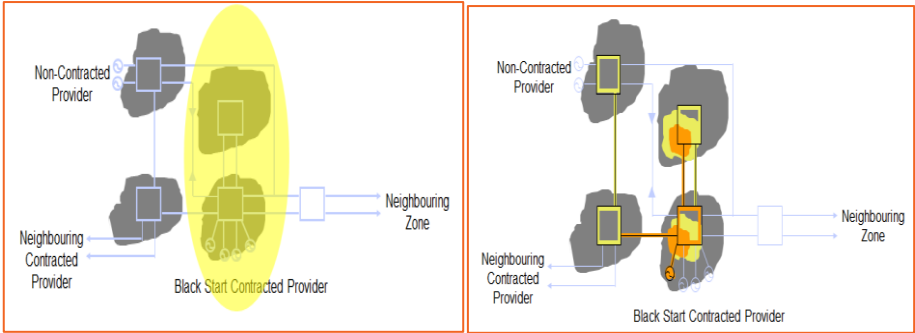 Non-Contracted
Provider
Neighbouring
Zone
Neighbouring
Contracted
Provider
Black Start Contracted Provider
Non-Contracted
Provider
Neighbouring
Zone
Neighbouring
Contracted
Provider
Black Start Contracted Provider